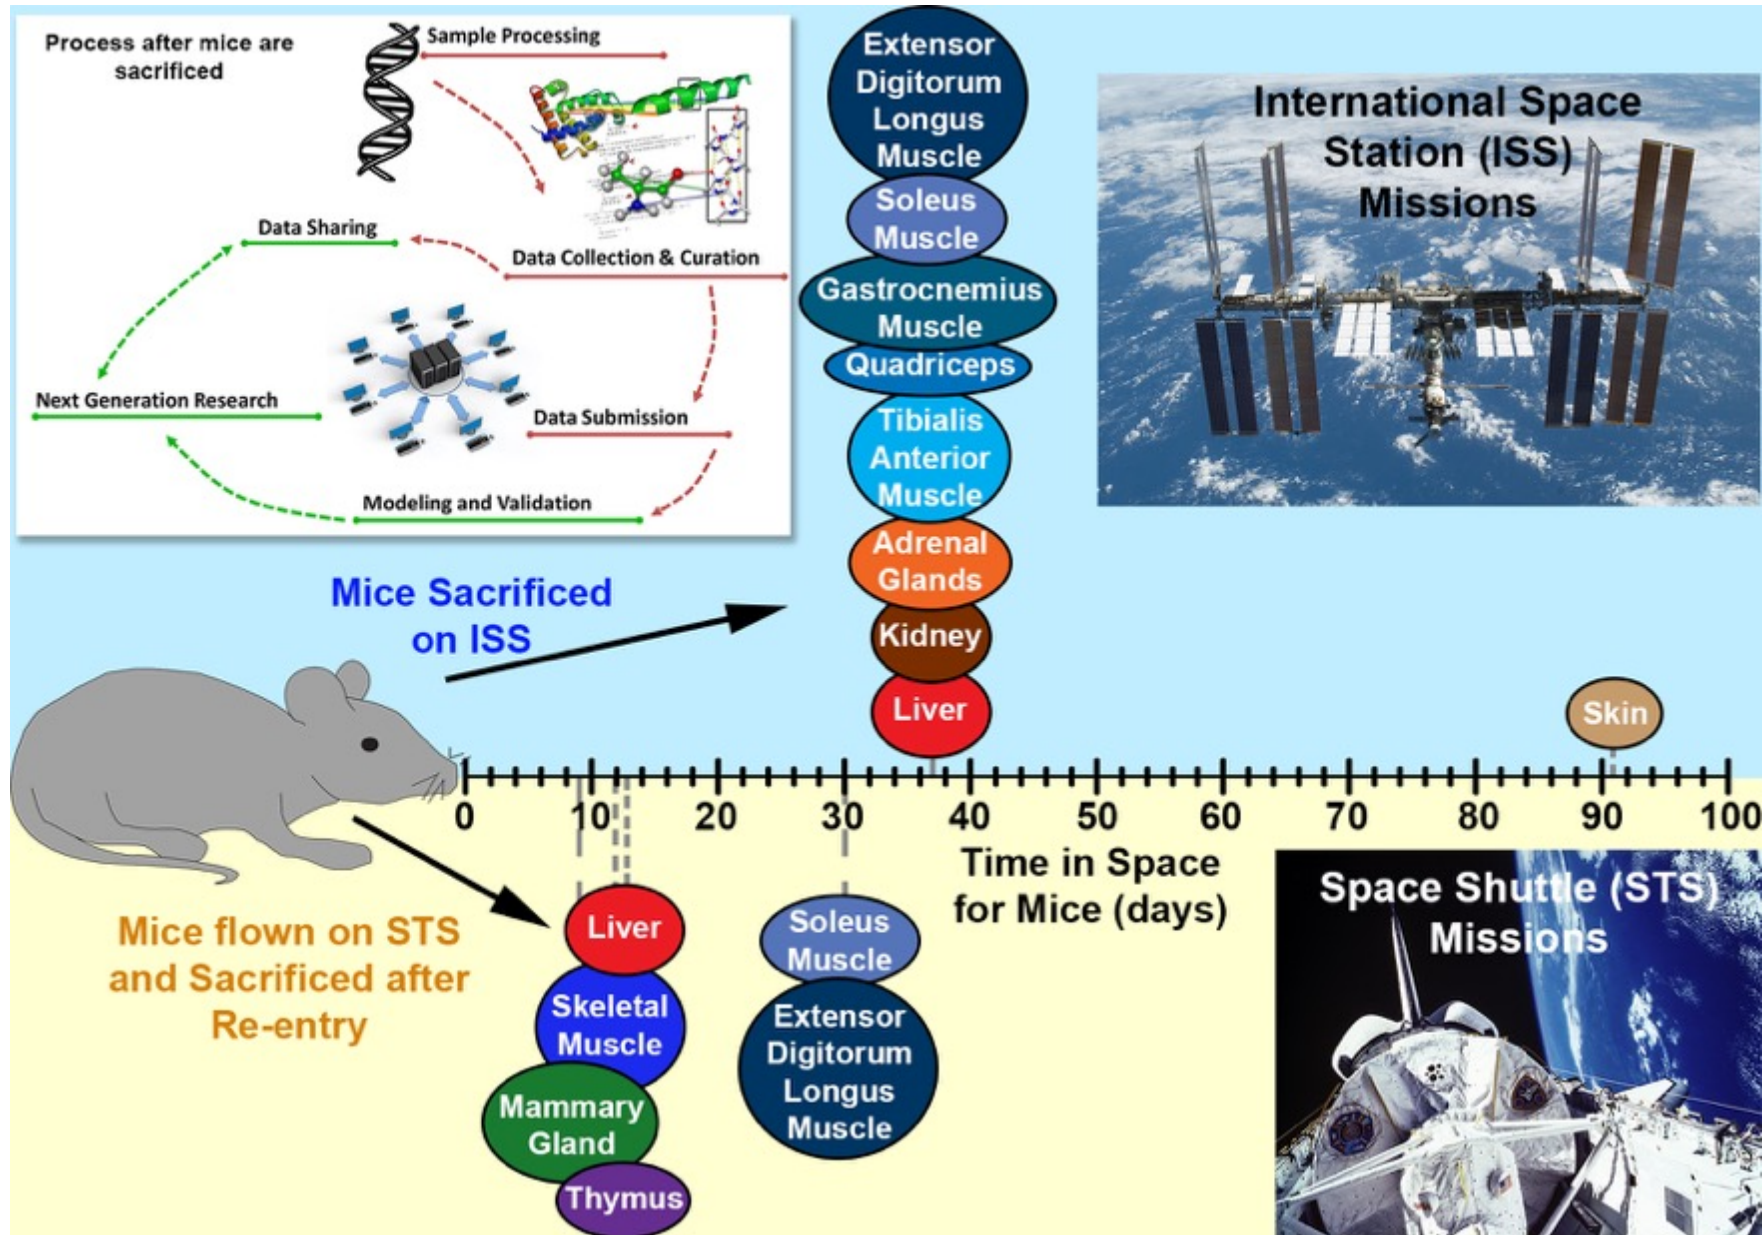 Process after mice are
sacrificed
Sample Processing
Data Sharing
Data Collection & Curation
Next Generation Research
Data Submission
Modeling and Validation
Extensor
Digitorum
Longus
Muscle
Soleus
Muscle
Gastrocnemius
Muscle
Quadriceps
Tibialis
Anterior
Muscle
Adrenal
Glands
Kidney
Liver
International Space
Station (ISS)
Missions
Mice Sacrificed
on ISS
Skin
0 10 20 30 40 50 60 70 80 90 100
Time in Space
for Mice (days)
Mice flown on STS
and Sacrificed after
Re-entry
Liver
Skeletal
Muscle
Mammary
Gland
Thymus
Soleus
Muscle
Extensor
Digitorum
Longus
Muscle
Space Shuttle (STS)
Missions